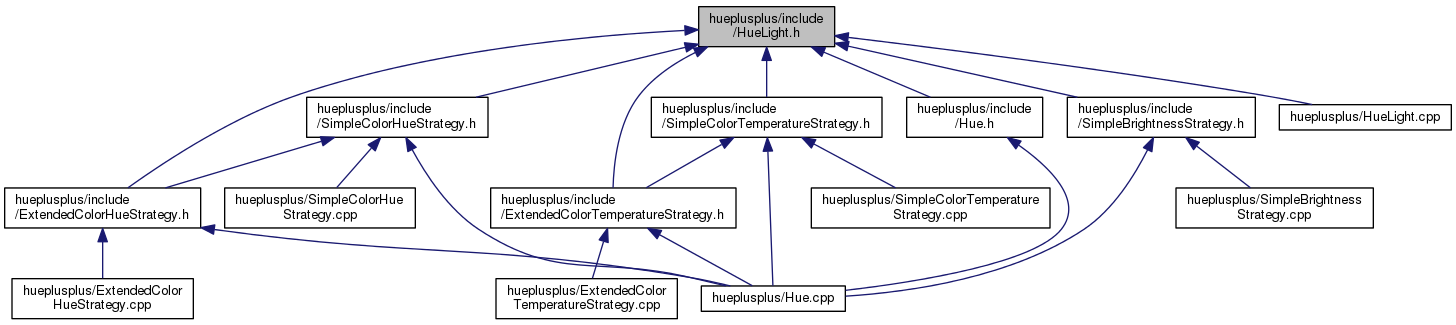 hueplusplus/include
/HueLight.h
hueplusplus/include
/SimpleColorHueStrategy.h
hueplusplus/include
/SimpleColorTemperatureStrategy.h
hueplusplus/include
/Hue.h
hueplusplus/include
/SimpleBrightnessStrategy.h
hueplusplus/HueLight.cpp
hueplusplus/include
/ExtendedColorHueStrategy.h
hueplusplus/SimpleColorHue
Strategy.cpp
hueplusplus/include
/ExtendedColorTemperatureStrategy.h
hueplusplus/SimpleColorTemperature
Strategy.cpp
hueplusplus/SimpleBrightness
Strategy.cpp
hueplusplus/ExtendedColor
HueStrategy.cpp
hueplusplus/ExtendedColor
TemperatureStrategy.cpp
hueplusplus/Hue.cpp